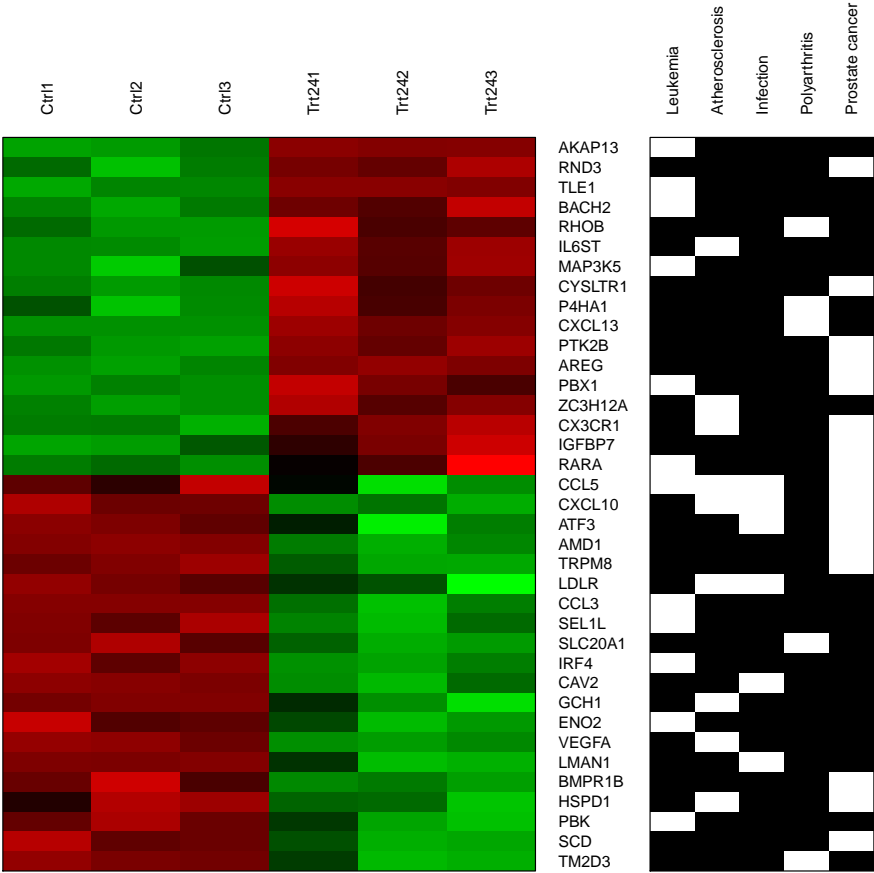 Ctrl1
Ctrl2
Ctrl3
Trt241
Trt242
Trt243
Leukemia
Atherosclerosis
Infection
Polyarthritis
Prostate cancer
AKAP13
RND3
TLE1
BACH2
RHOB
IL6ST
MAP3K5
CYSLTR1
P4HA1
CXCL13
PTK2B
AREG
PBX1
ZC3H12A
CX3CR1
IGFBP7
RARA
CCL5
CXCL10
ATF3
AMD1
TRPM8
LDLR
CCL3
SEL1L
SLC20A1
IRF4
CAV2
GCH1
ENO2
VEGFA
LMAN1
BMPR1B
HSPD1
PBK
SCD
TM2D3